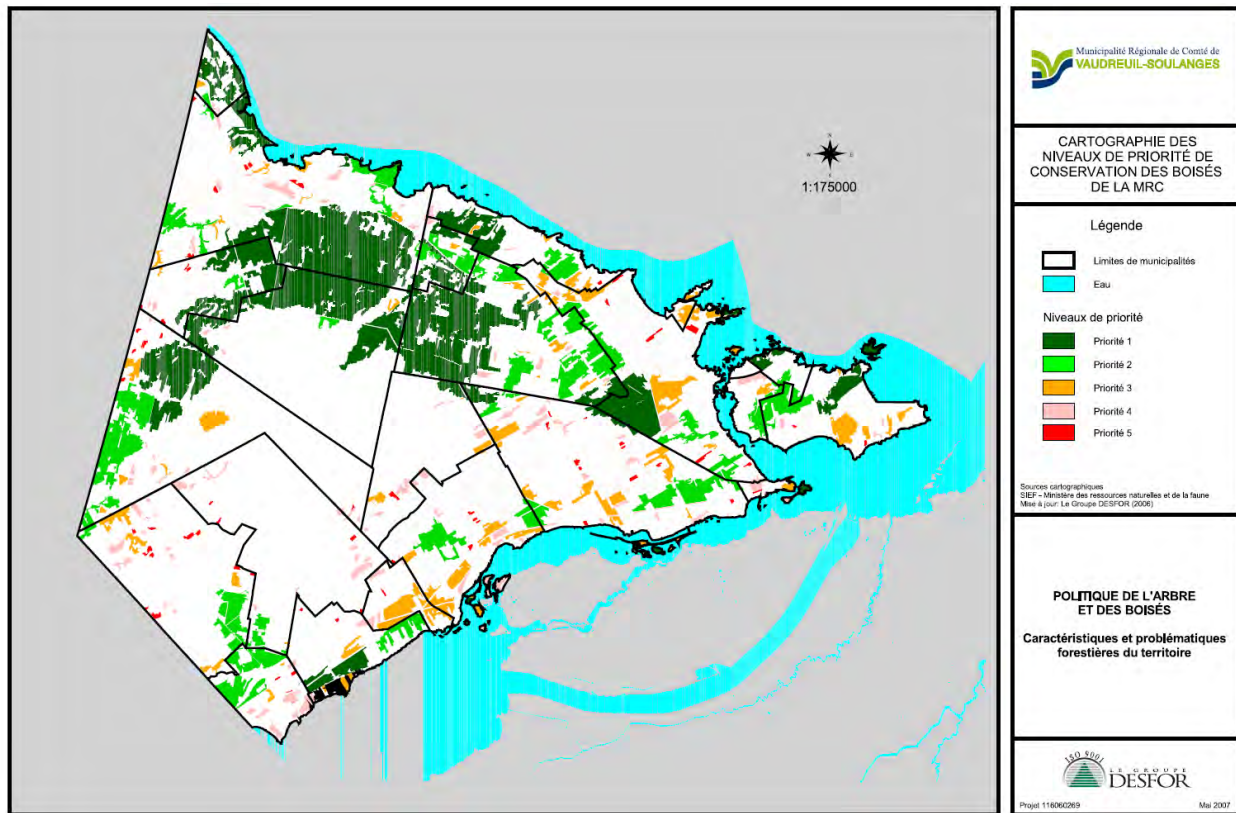 N
W
E
S
1:175000
Municipalité Régionale de Comté de
VAUDREUIL-SOULANGES
CARTOGRAPHIE DES
NIVEAUX DE PRIORITÉ DE
CONSERVATION DES BOISÉS
DE LA MRC
Légende
Limites de municipalités
Eau
Niveaux de priorité
Priorité 1
Priorité 2
Priorité 3
Priorité 4
Priorité 5
Sources cartographiques
SIEF - Ministère des ressources naturelles et de la faune
Mise à jour: Le Groupe DESFOR (2006)
POLITIQUE DE L'ARBRE
ET DES BOISÉS
Caractéristiques et problématiques
forestières du territoire
ISO 9001
LE GROUPE
DESFOR
Projet 116060269
Mai 2007